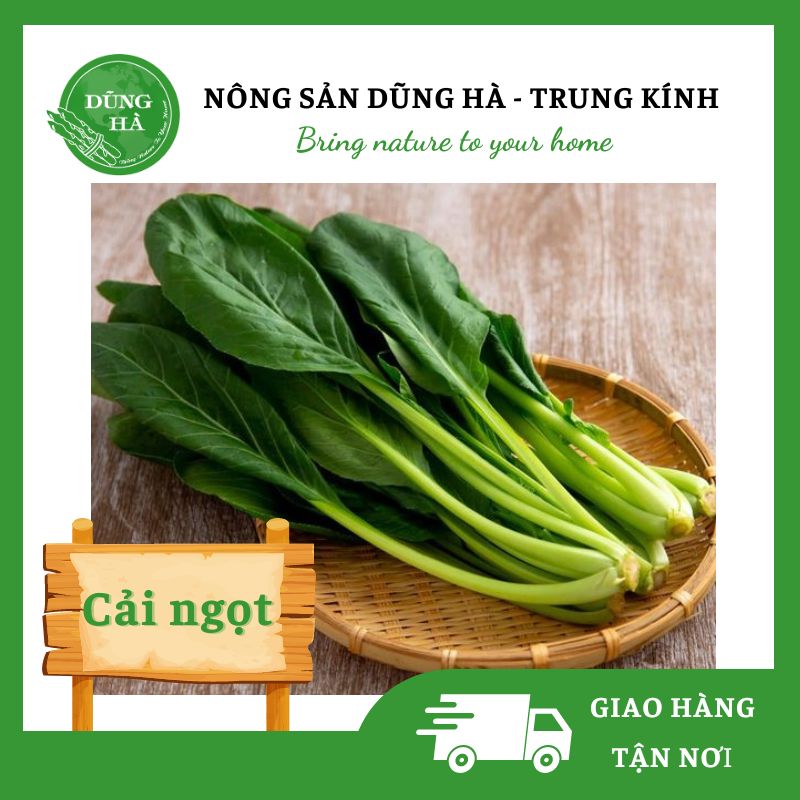 DŨNG
HÀ
NÔNG SẢN DŨNG HÀ - TRUNG KÍNH
Bring nature to your home
Cải ngọt
GIAO HÀNG
TẬN NƠI